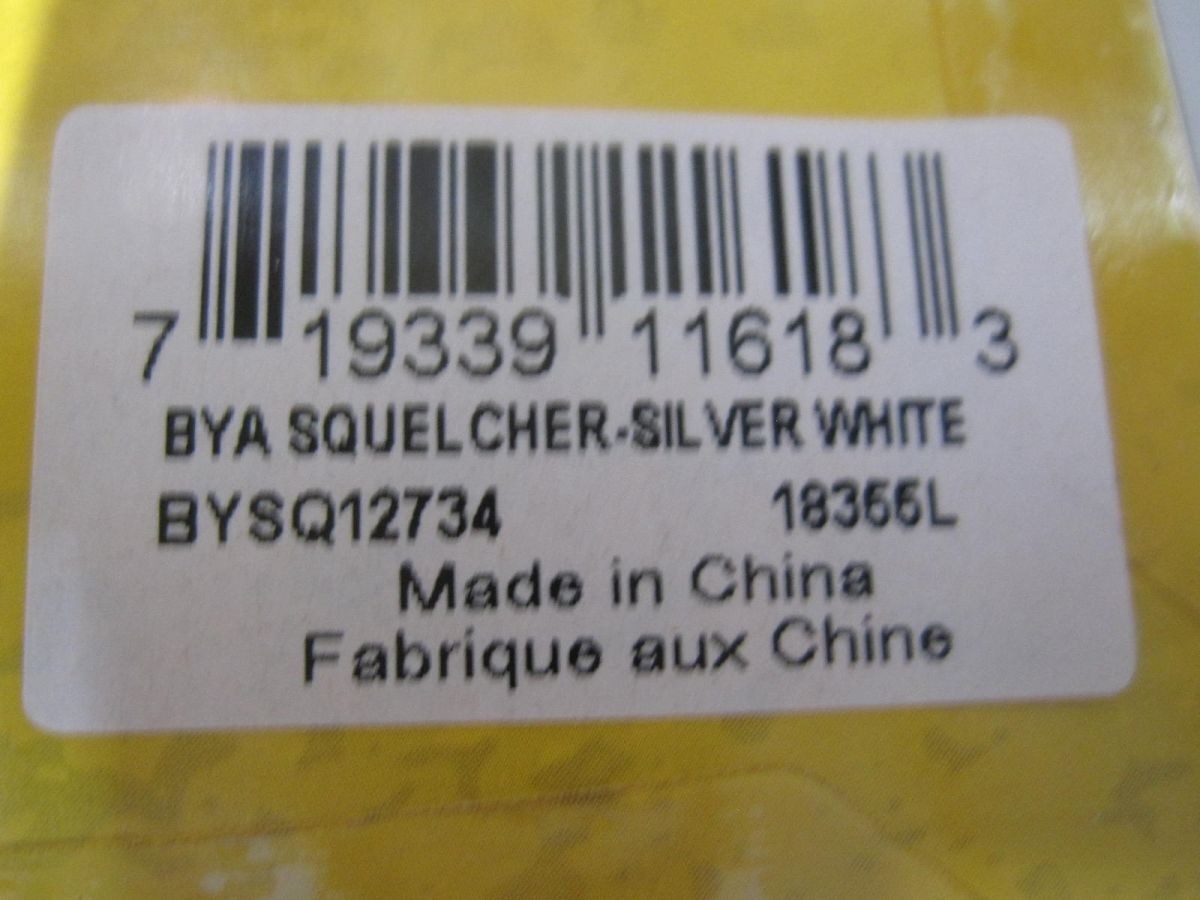 7 19339 11618 3
BYA SQUELCHER-SILVER WHITE
BYSQ12734 18355L
Made in China
Fabrique aux Chine